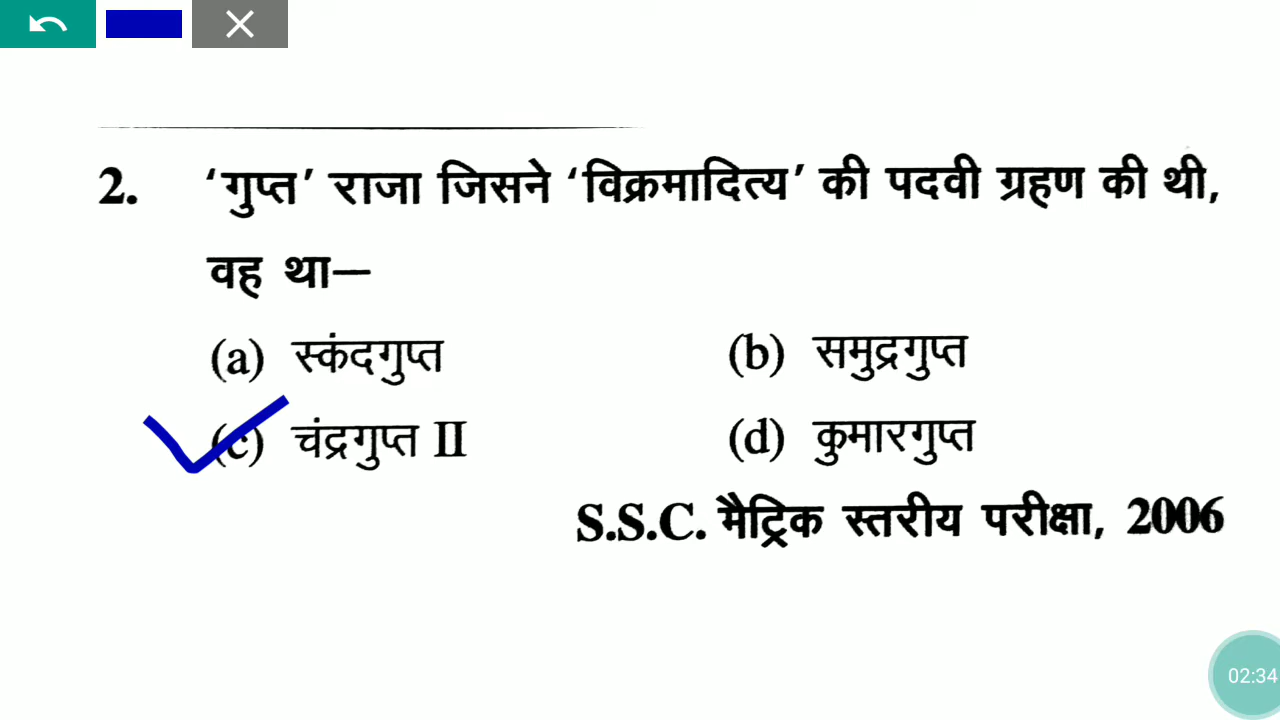 2. ‘गुप्त’ राजा जिसने ‘विक्रमादित्य’ की पदवी ग्रहण की थी,
वह था—
(a) स्कंदगुप्त (b) समुद्रगुप्त
(c) चंद्रगुप्त II (d) कुमारगुप्त
S.S.C. मैट्रिक स्तरीय परीक्षा, 2006
02:34